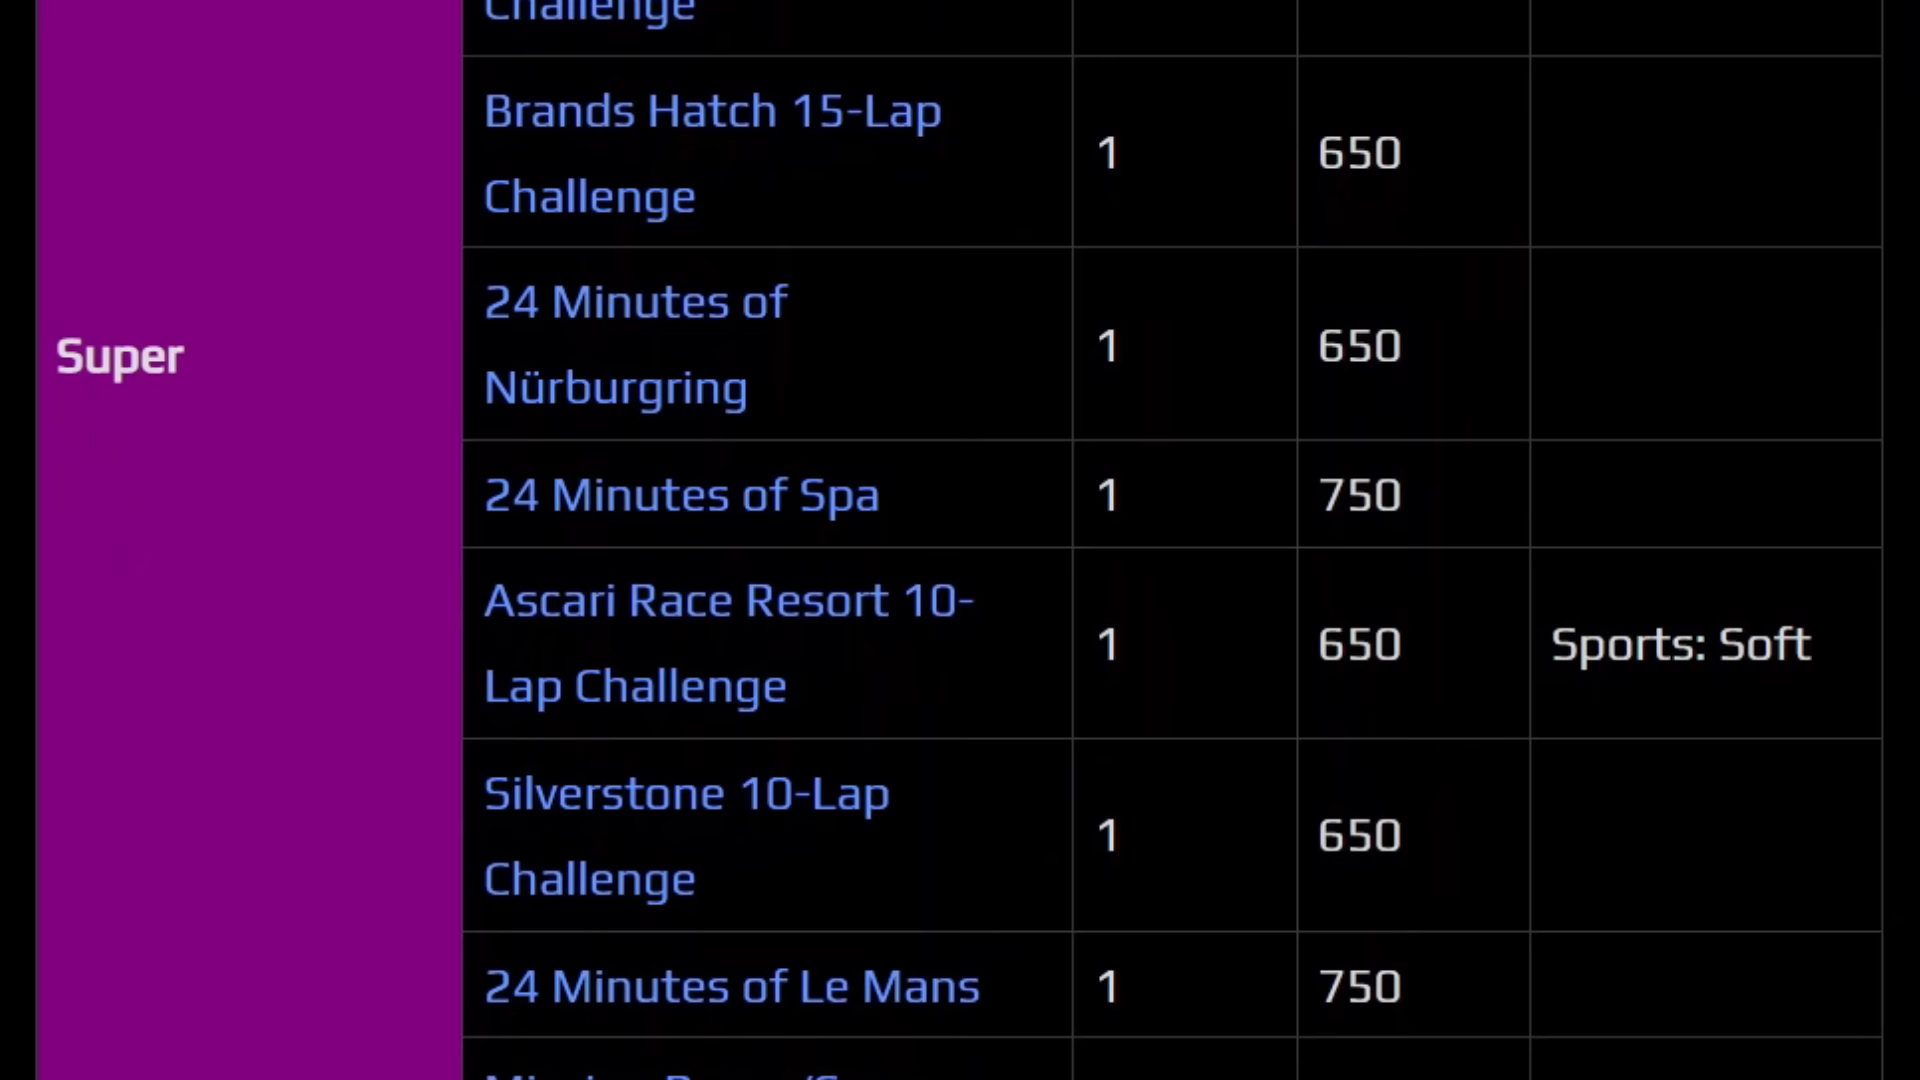 Challenge
Brands Hatch 15-Lap
Challenge
1
650
24 Minutes of
Nürburgring
1
650
Super
24 Minutes of Spa
1
750
Ascari Race Resort 10-
Lap Challenge
1
650
Sports: Soft
Silverstone 10-Lap
Challenge
1
650
24 Minutes of Le Mans
1
750